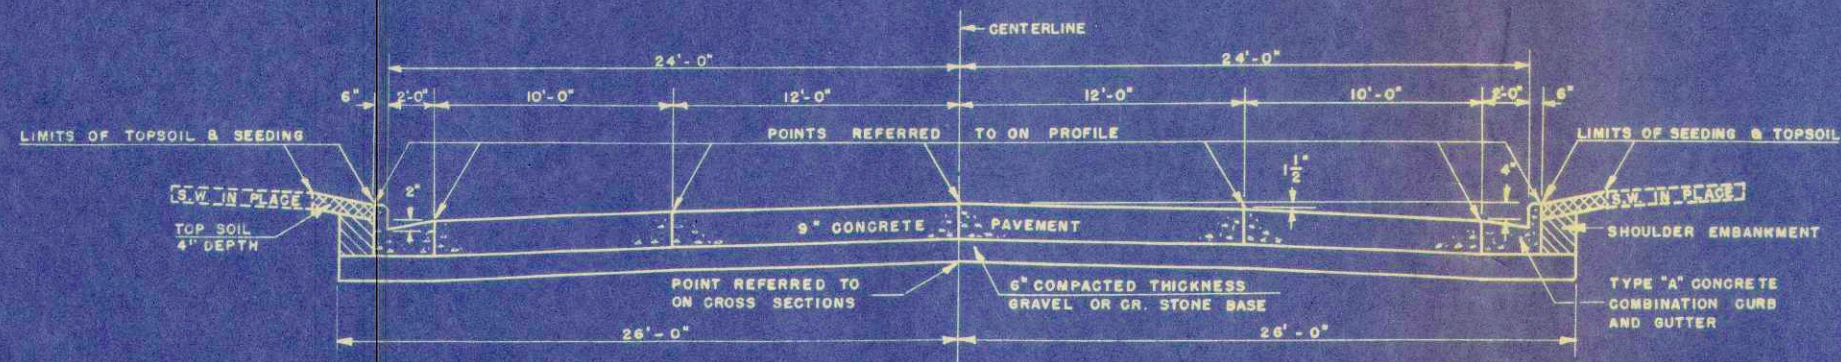 CENTERLINE
24'-0" 24'-0"
6" 2'-0" 10'-0" 12'-0" 12'-0" 10'-0" 2'-0" 6"
LIMITS OF TOPSOIL & SEEDING
POINTS REFERRED TO ON PROFILE
LIMITS OF SEEDING & TOPSOIL
1 1/2"
4"
S.W. IN PLACE
2"
S.W. IN PLACE
TOP SOIL
4" DEPTH
9" CONCRETE PAVEMENT
SHOULDER EMBANKMENT
POINT REFERRED TO
ON CROSS SECTIONS
6" COMPACTED THICKNESS
GRAVEL OR CR. STONE BASE
TYPE "A" CONCRETE
COMBINATION CURB
AND GUTTER
26'-0" 26'-0"